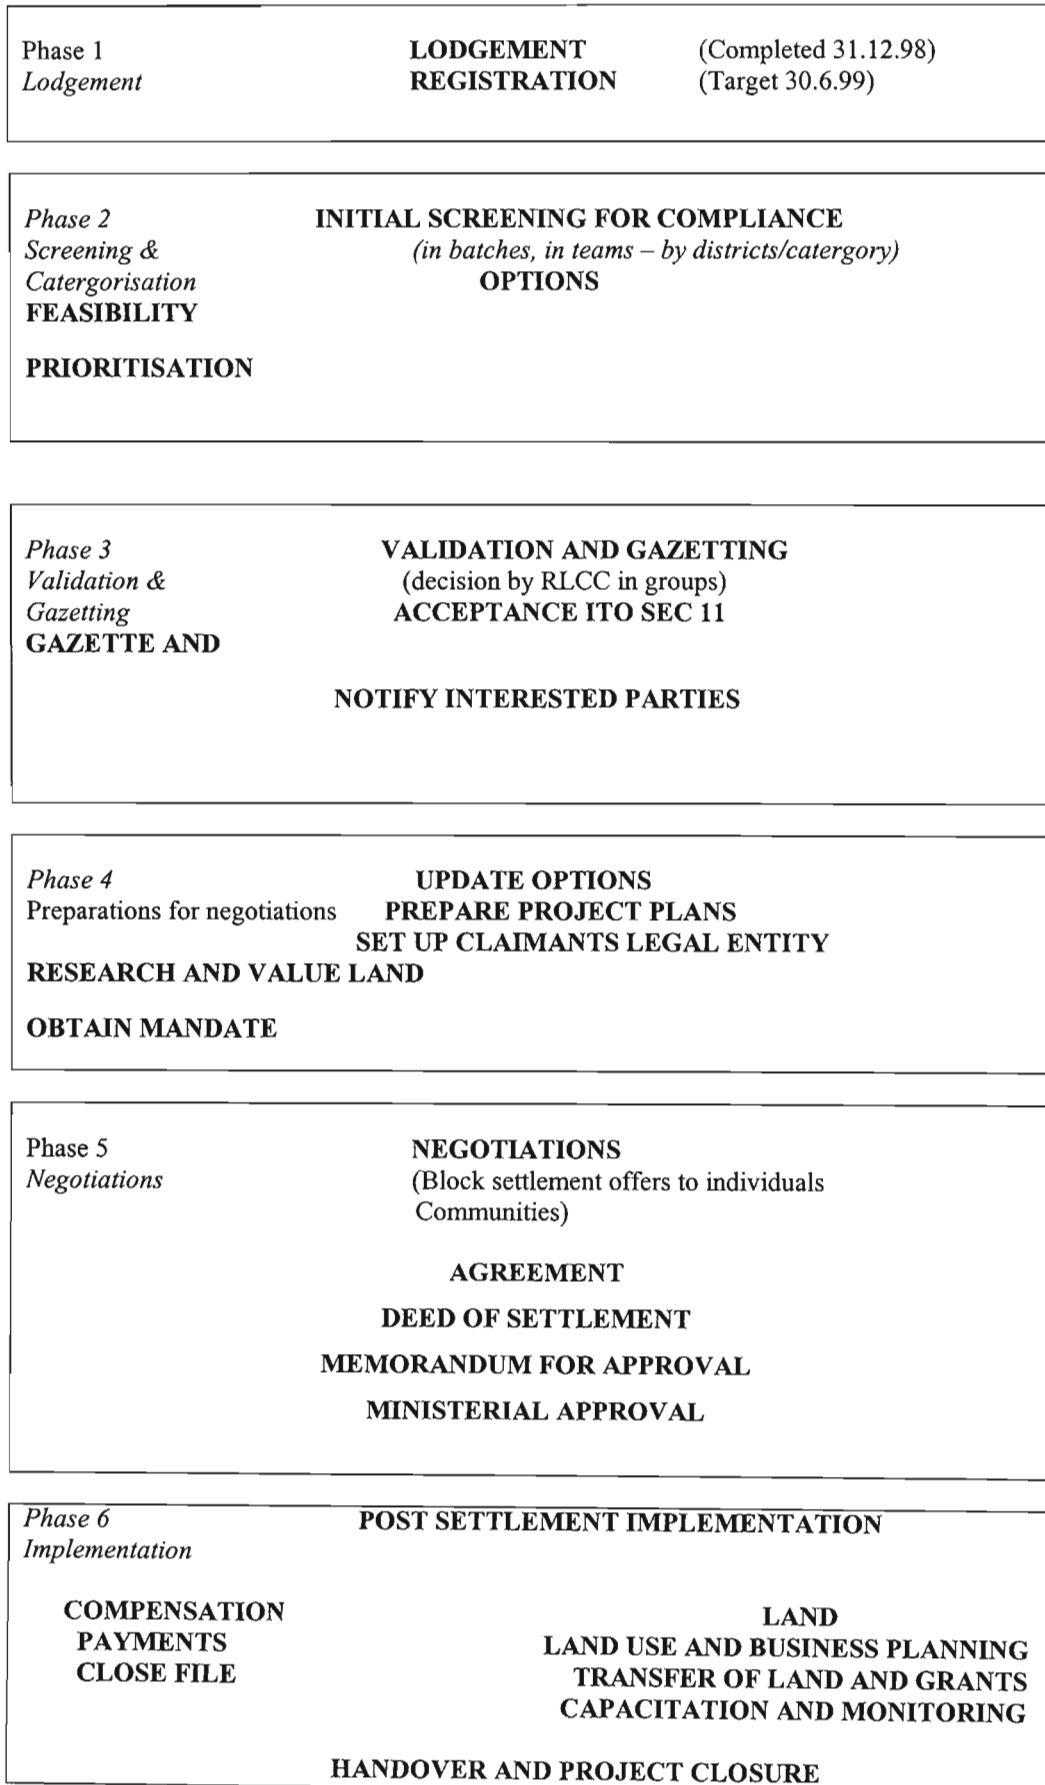 Phase 1 LODGEMENT (Completed 31.12.98)
Lodgement REGISTRATION (Target 30.6.99)
Phase 2 INITIAL SCREENING FOR COMPLIANCE
Screening & (in batches, in teams – by districts/catergory)
Catergorisation OPTIONS
FEASIBILITY
PRIORITISATION
Phase 3 VALIDATION AND GAZETTING
Validation & (decision by RLCC in groups)
Gazetting ACCEPTANCE ITO SEC 11
GAZETTE AND
NOTIFY INTERESTED PARTIES
Phase 4 UPDATE OPTIONS
Preparations for negotiations PREPARE PROJECT PLANS
SET UP CLAIMANTS LEGAL ENTITY
RESEARCH AND VALUE LAND
OBTAIN MANDATE
Phase 5 NEGOTIATIONS
Negotiations (Block settlement offers to individuals
Communities)
AGREEMENT
DEED OF SETTLEMENT
MEMORANDUM FOR APPROVAL
MINISTERIAL APPROVAL
Phase 6 POST SETTLEMENT IMPLEMENTATION
Implementation
COMPENSATION LAND
PAYMENTS LAND USE AND BUSINESS PLANNING
CLOSE FILE TRANSFER OF LAND AND GRANTS
CAPACITATION AND MONITORING
HANDOVER AND PROJECT CLOSURE